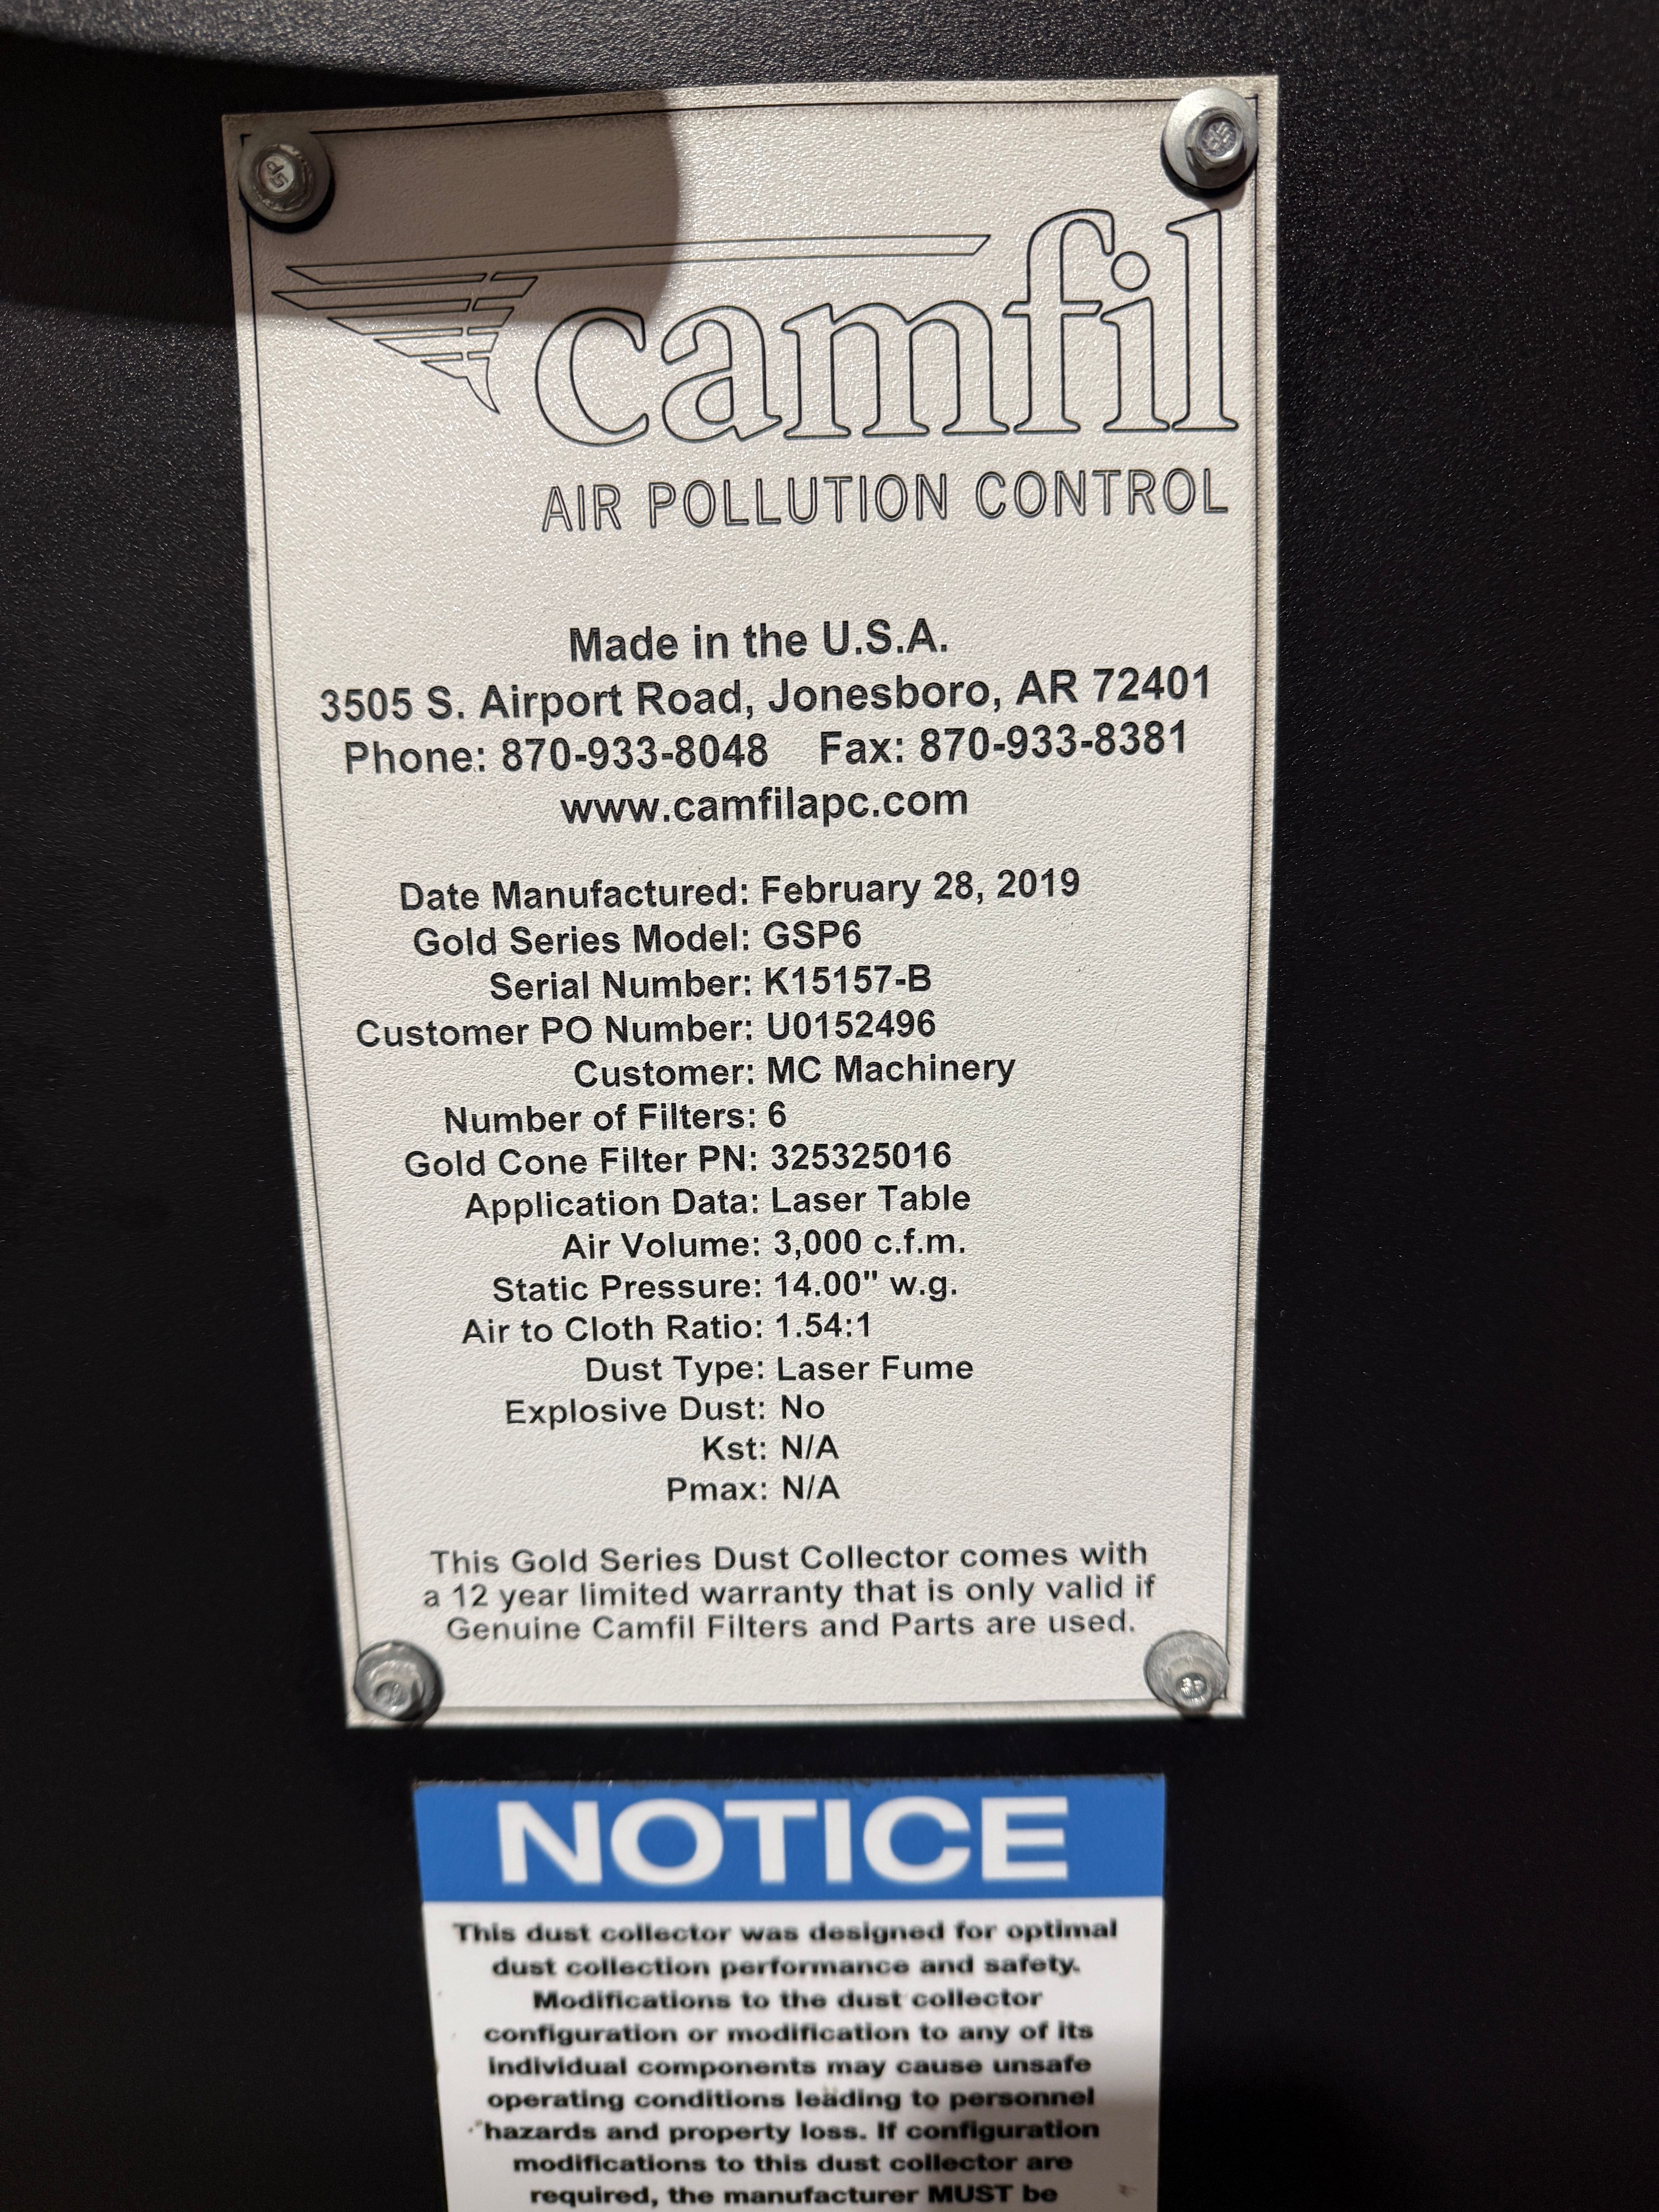 camfil
AIR POLLUTION CONTROL
Made in the U.S.A.
3505 S. Airport Road, Jonesboro, AR 72401
Phone: 870-933-8048 Fax: 870-933-8381
www.camfilapc.com
Date Manufactured: February 28, 2019
Gold Series Model: GSP6
Serial Number: K15157-B
Customer PO Number: U0152496
Customer: MC Machinery
Number of Filters: 6
Gold Cone Filter PN: 325325016
Application Data: Laser Table
Air Volume: 3,000 c.f.m.
Static Pressure: 14.00" w.g.
Air to Cloth Ratio: 1.54:1
Dust Type: Laser Fume
Explosive Dust: No
Kst: N/A
Pmax: N/A
This Gold Series Dust Collector comes with
a 12 year limited warranty that is only valid if
Genuine Camfil Filters and Parts are used.
NOTICE
This dust collector was designed for optimal
dust collection performance and safety.
Modifications to the dust collector
configuration or modification to any of its
individual components may cause unsafe
operating conditions leading to personnel
hazards and property loss. If configuration
modifications to this dust collector are
required, the manufacturer MUST be